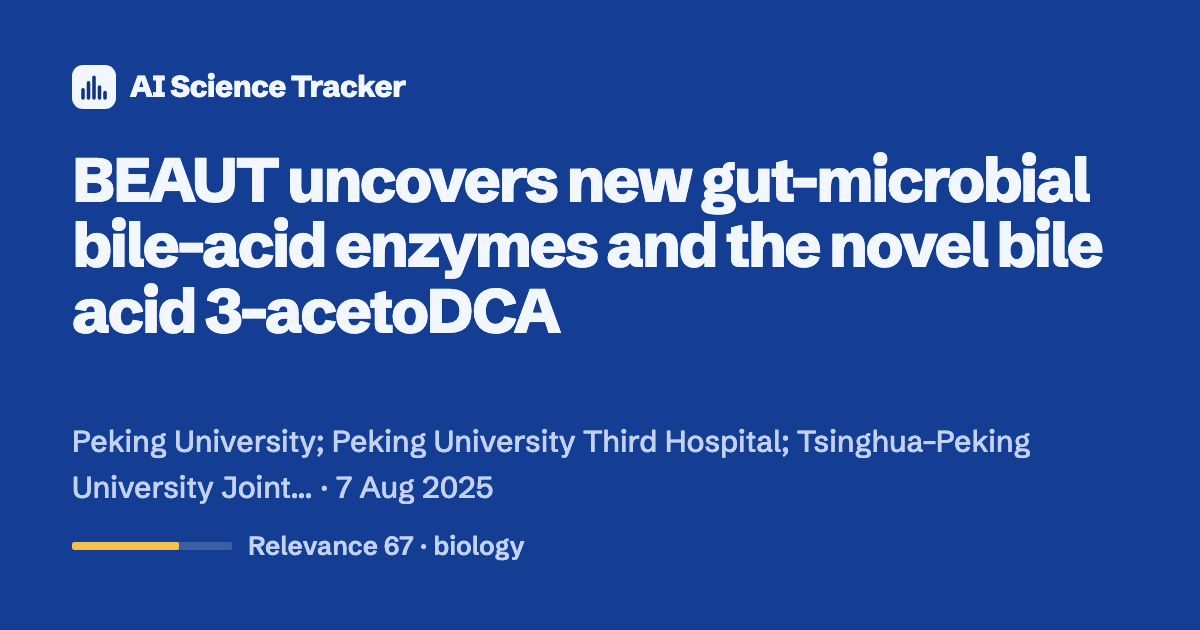 AI Science Tracker
BEAUT uncovers new gut-microbial
bile-acid enzymes and the novel bile
acid 3-acetoDCA
Peking University; Peking University Third Hospital; Tsinghua-Peking
University Joint... · 7 Aug 2025
Relevance 67 · biology